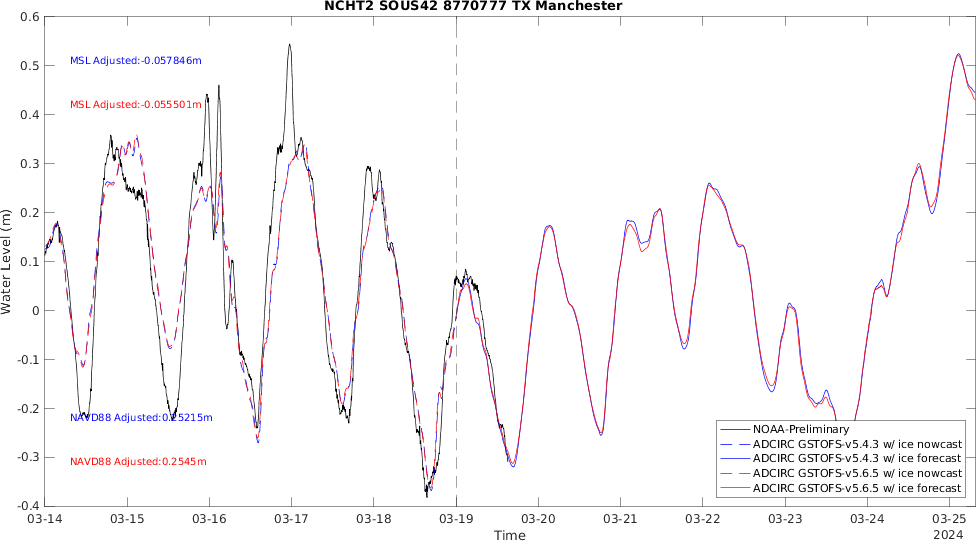 NCHT2 SOUS42 8770777 TX Manchester
0.6
0.5
0.4
0.3
0.2
0.1
0
-0.1
-0.2
-0.3
-0.4
Water Level (m)
MSL Adjusted:-0.057846m
MSL Adjusted:-0.055501m
NAVD88 Adjusted:0.25215m
NAVD88 Adjusted:0.2545m
NOAA-Preliminary
ADCIRC GSTOFS-v5.4.3 w/ ice nowcast
ADCIRC GSTOFS-v5.4.3 w/ ice forecast
ADCIRC GSTOFS-v5.6.5 w/ ice nowcast
ADCIRC GSTOFS-v5.6.5 w/ ice forecast
03-14 03-15 03-16 03-17 03-18 03-19 03-20 03-21 03-22 03-23 03-24 03-25
2024
Time